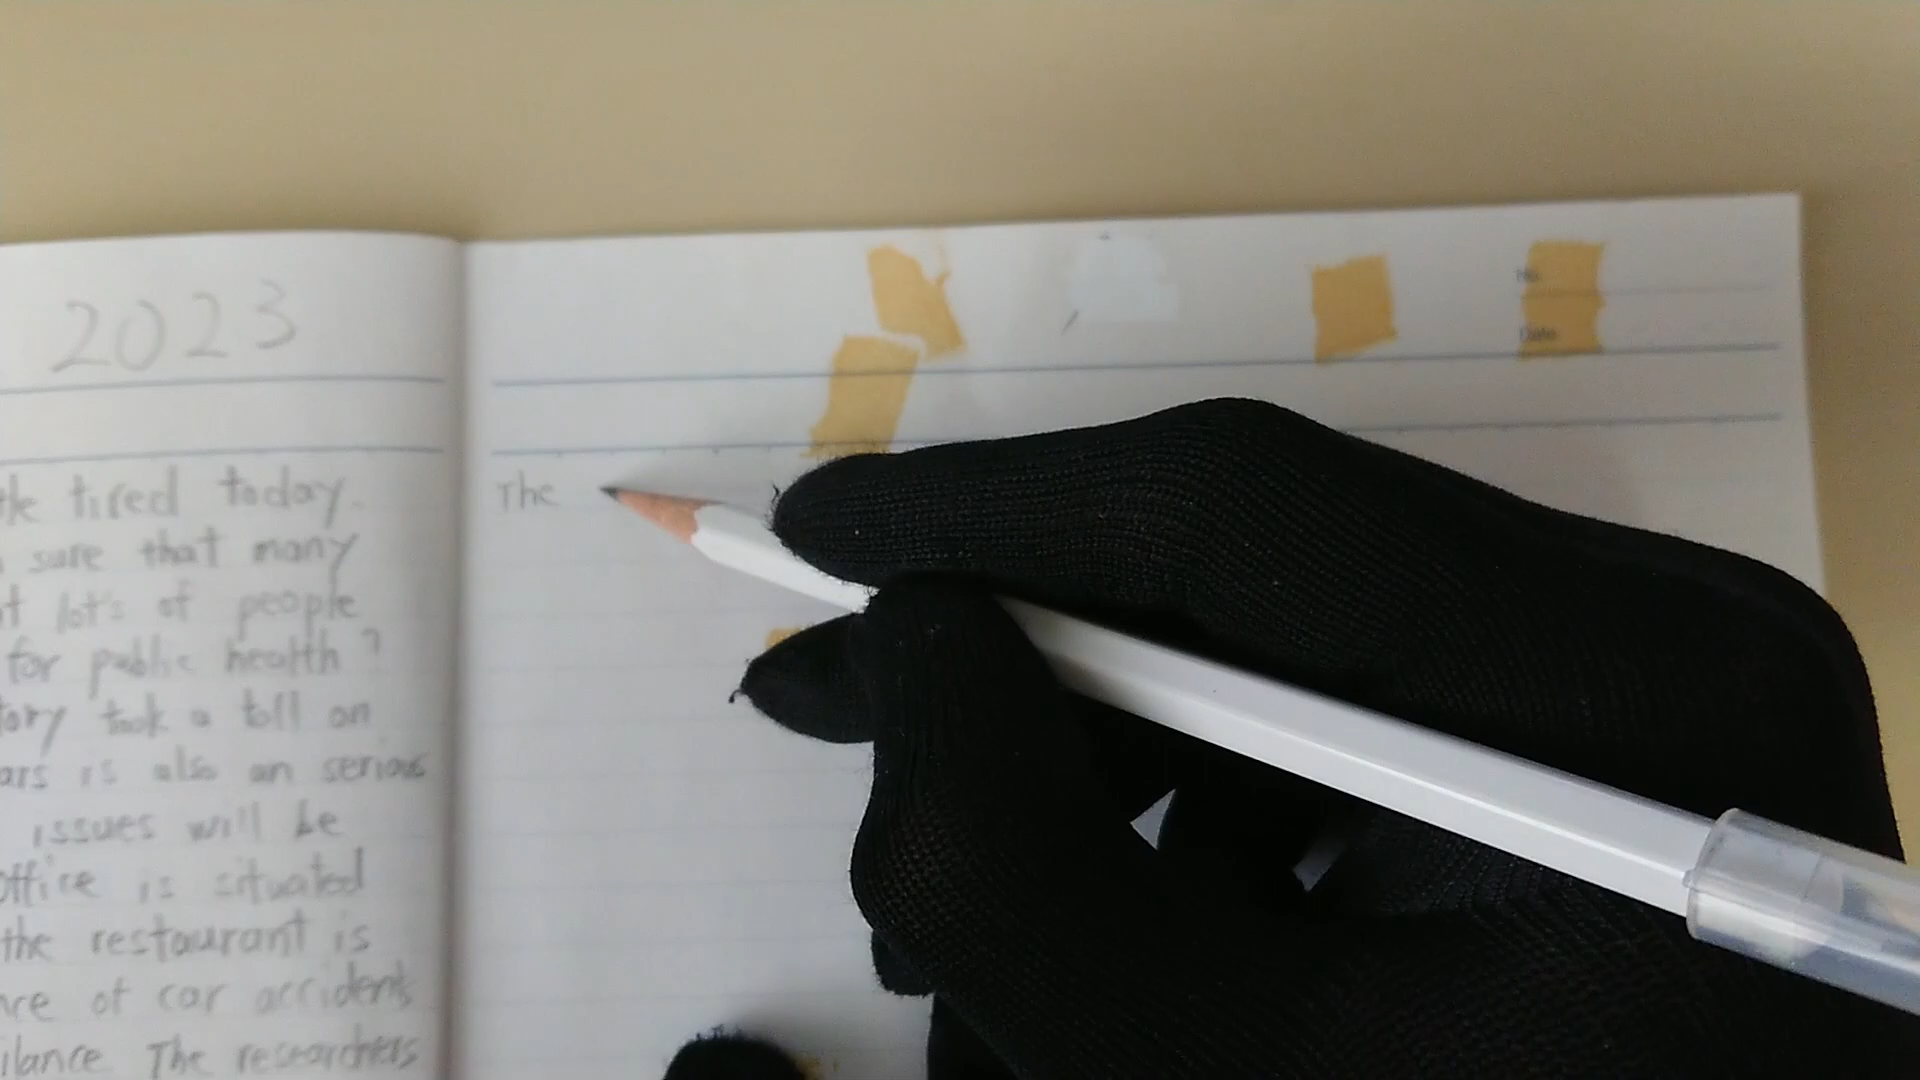 2023
No.
Date
tired today.
sure that many
lot's of people
for public health?
took a toll on
is also an serious
issues will be
office is situated
the restaurant is
of car accidents
The researchers
The